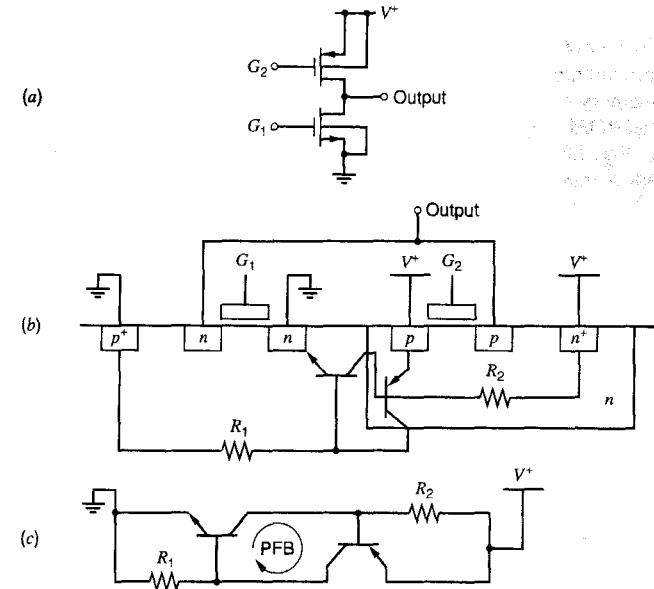 (a)
V⁺
G₂
Output
G₁
(b)
Output
G₁ V⁺ G₂ V⁺
p⁺ n n p p n⁺
R₂ n
R₁
(c)
V⁺
R₂
PFB
R₁